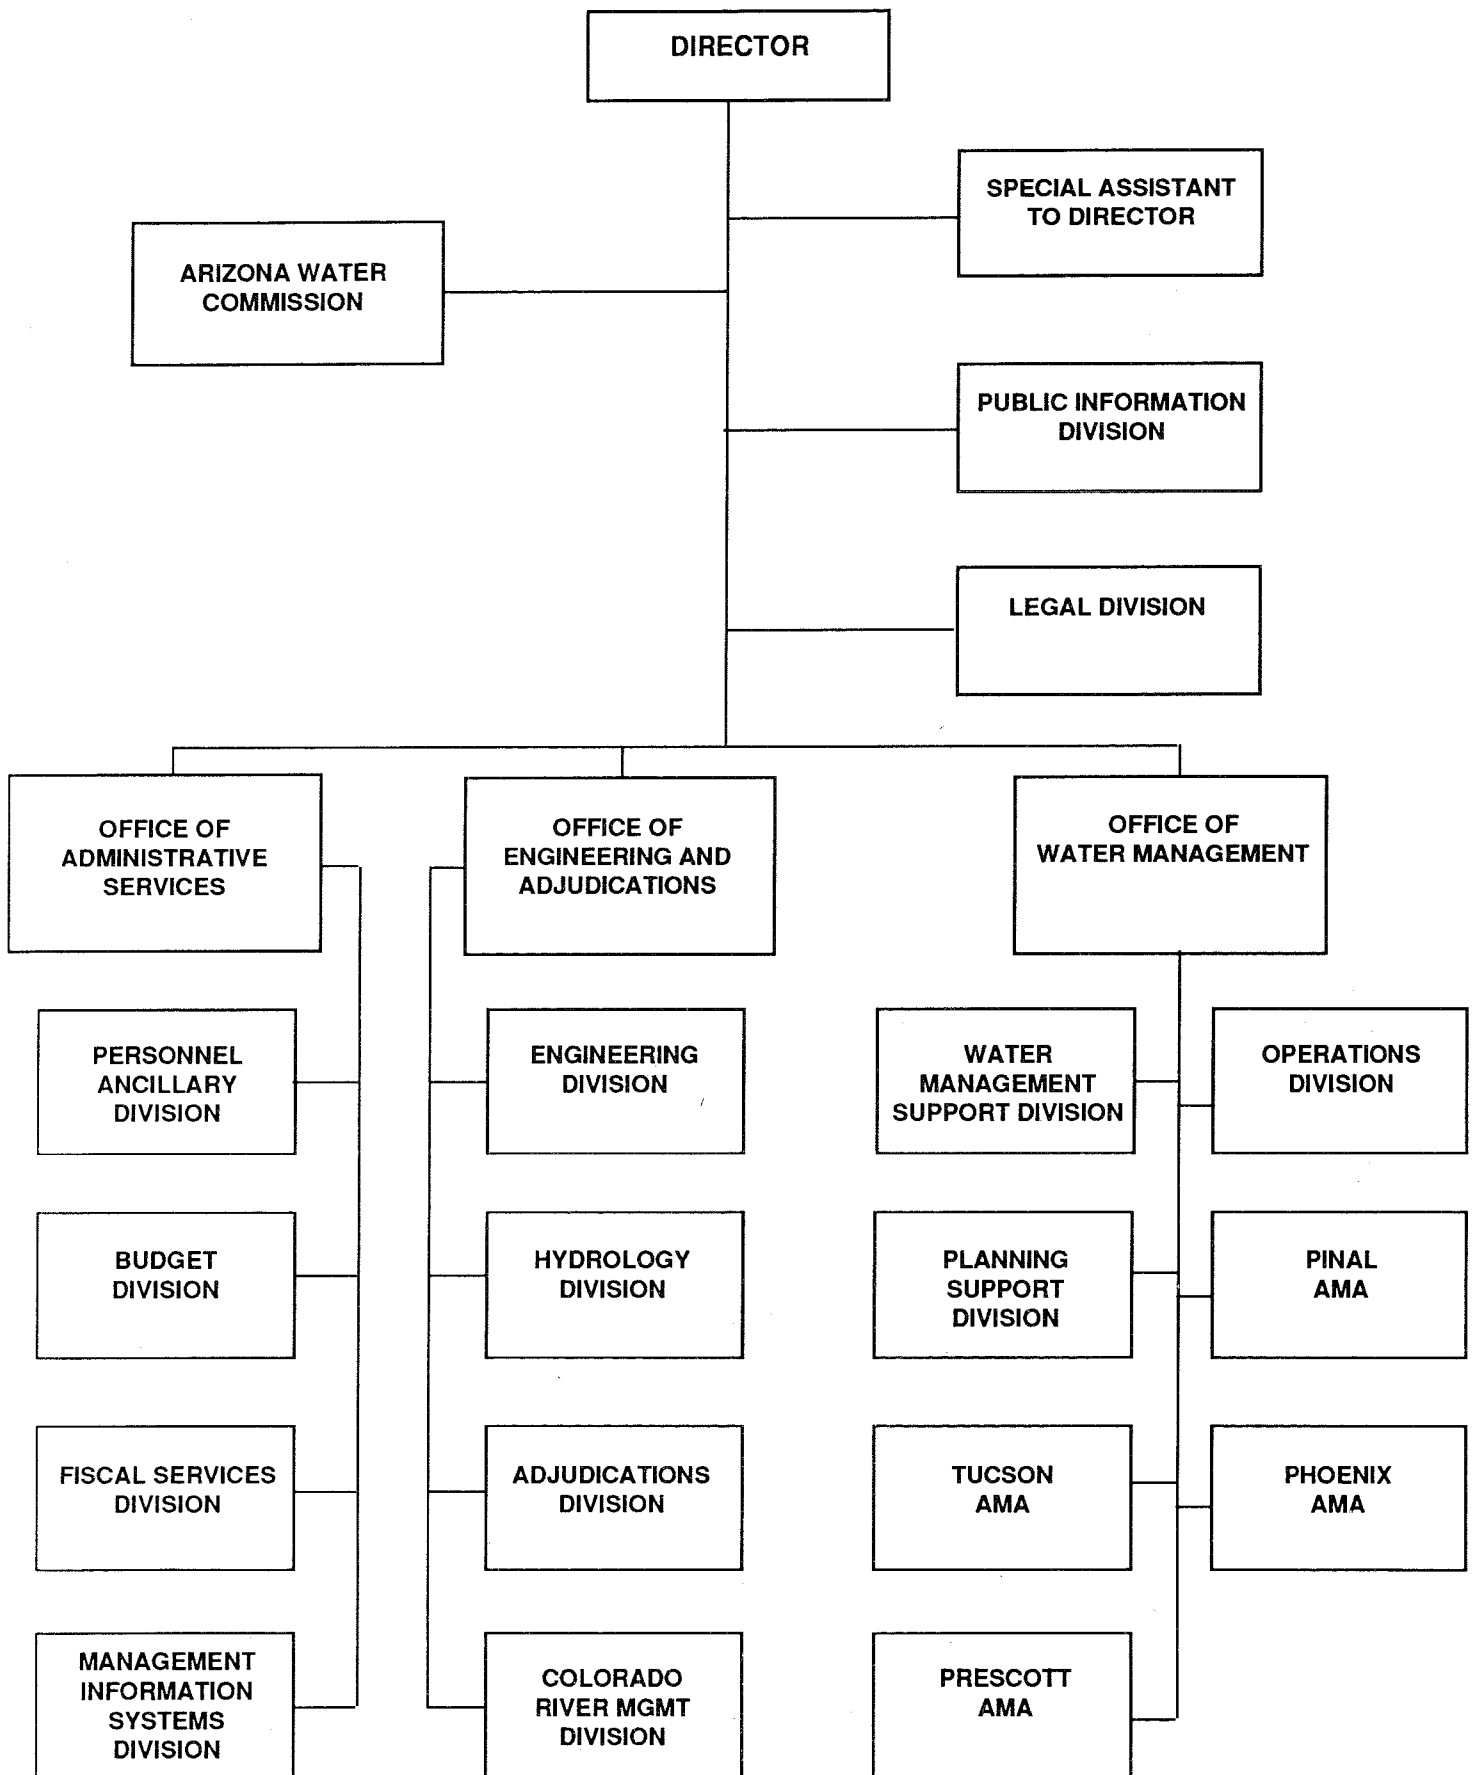 DIRECTOR
SPECIAL ASSISTANT
TO DIRECTOR
ARIZONA WATER
COMMISSION
PUBLIC INFORMATION
DIVISION
LEGAL DIVISION
OFFICE OF
ADMINISTRATIVE
SERVICES
OFFICE OF
ENGINEERING AND
ADJUDICATIONS
OFFICE OF
WATER MANAGEMENT
PERSONNEL
ANCILLARY
DIVISION
ENGINEERING
DIVISION
WATER
MANAGEMENT
SUPPORT DIVISION
OPERATIONS
DIVISION
BUDGET
DIVISION
HYDROLOGY
DIVISION
PLANNING
SUPPORT
DIVISION
PINAL
AMA
FISCAL SERVICES
DIVISION
ADJUDICATIONS
DIVISION
TUCSON
AMA
PHOENIX
AMA
MANAGEMENT
INFORMATION
SYSTEMS
DIVISION
COLORADO
RIVER MGMT
DIVISION
PRESCOTT
AMA